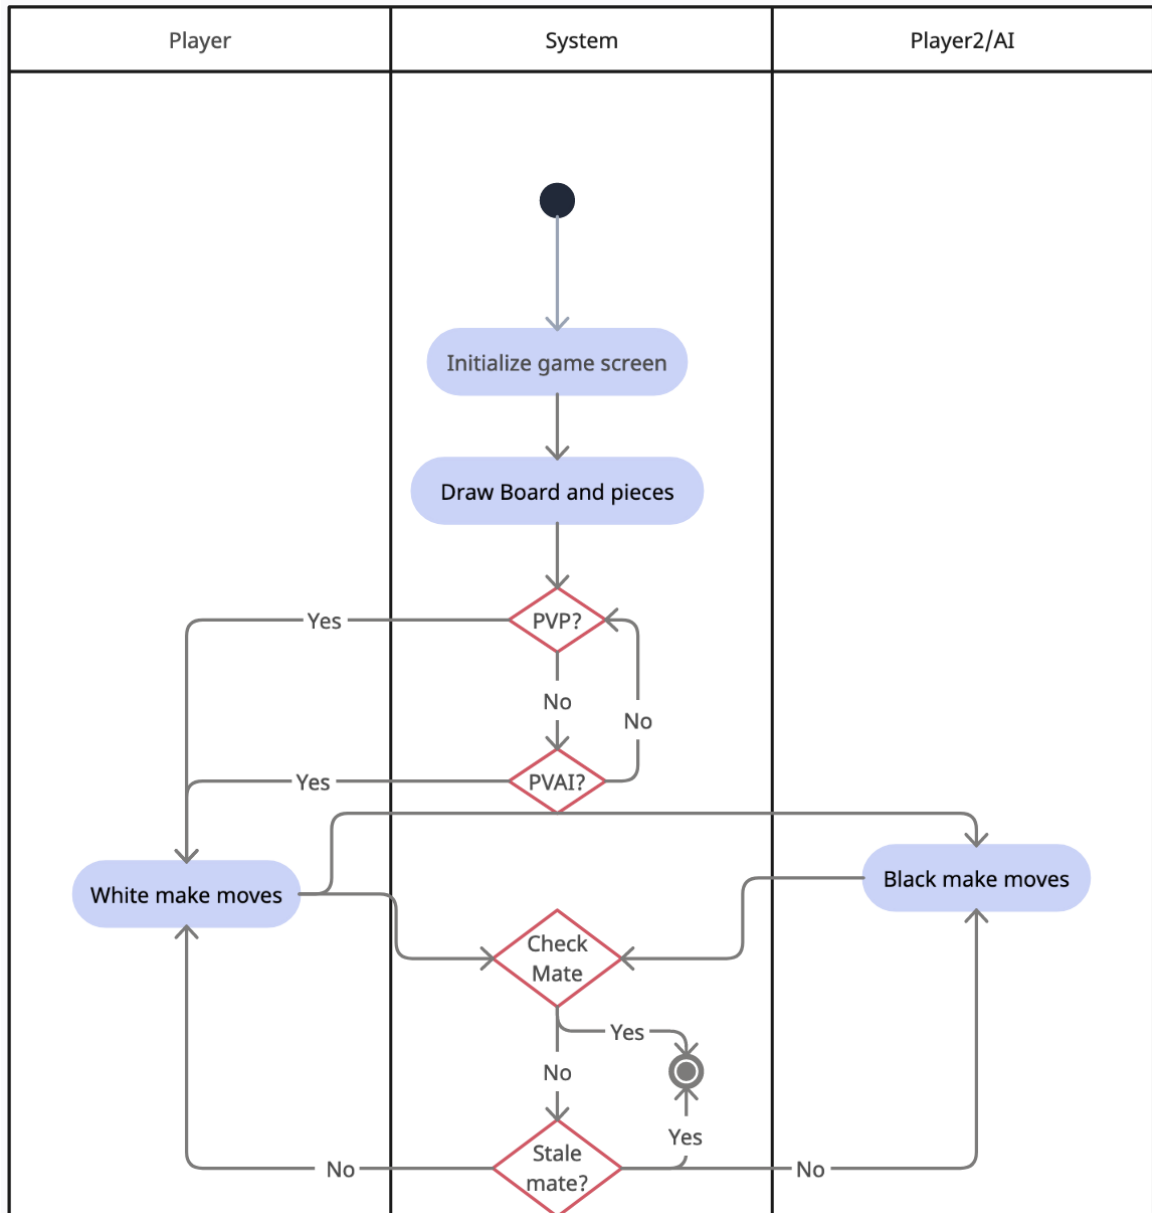 Player
System
Player2/AI
Initialize game screen
Draw Board and pieces
PVP?
Yes
No
No
PVAI?
Yes
White make moves
Black make moves
Check
Mate
Yes
No
Yes
Stale
mate?
No
No